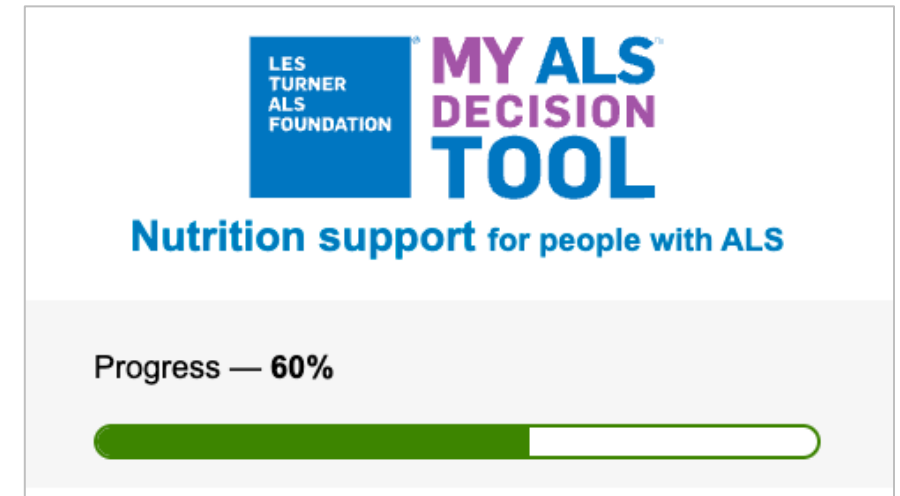 LES
TURNER
ALS
FOUNDATION
MY ALS
DECISION
TOOL
Nutrition support for people with ALS
Progress — 60%